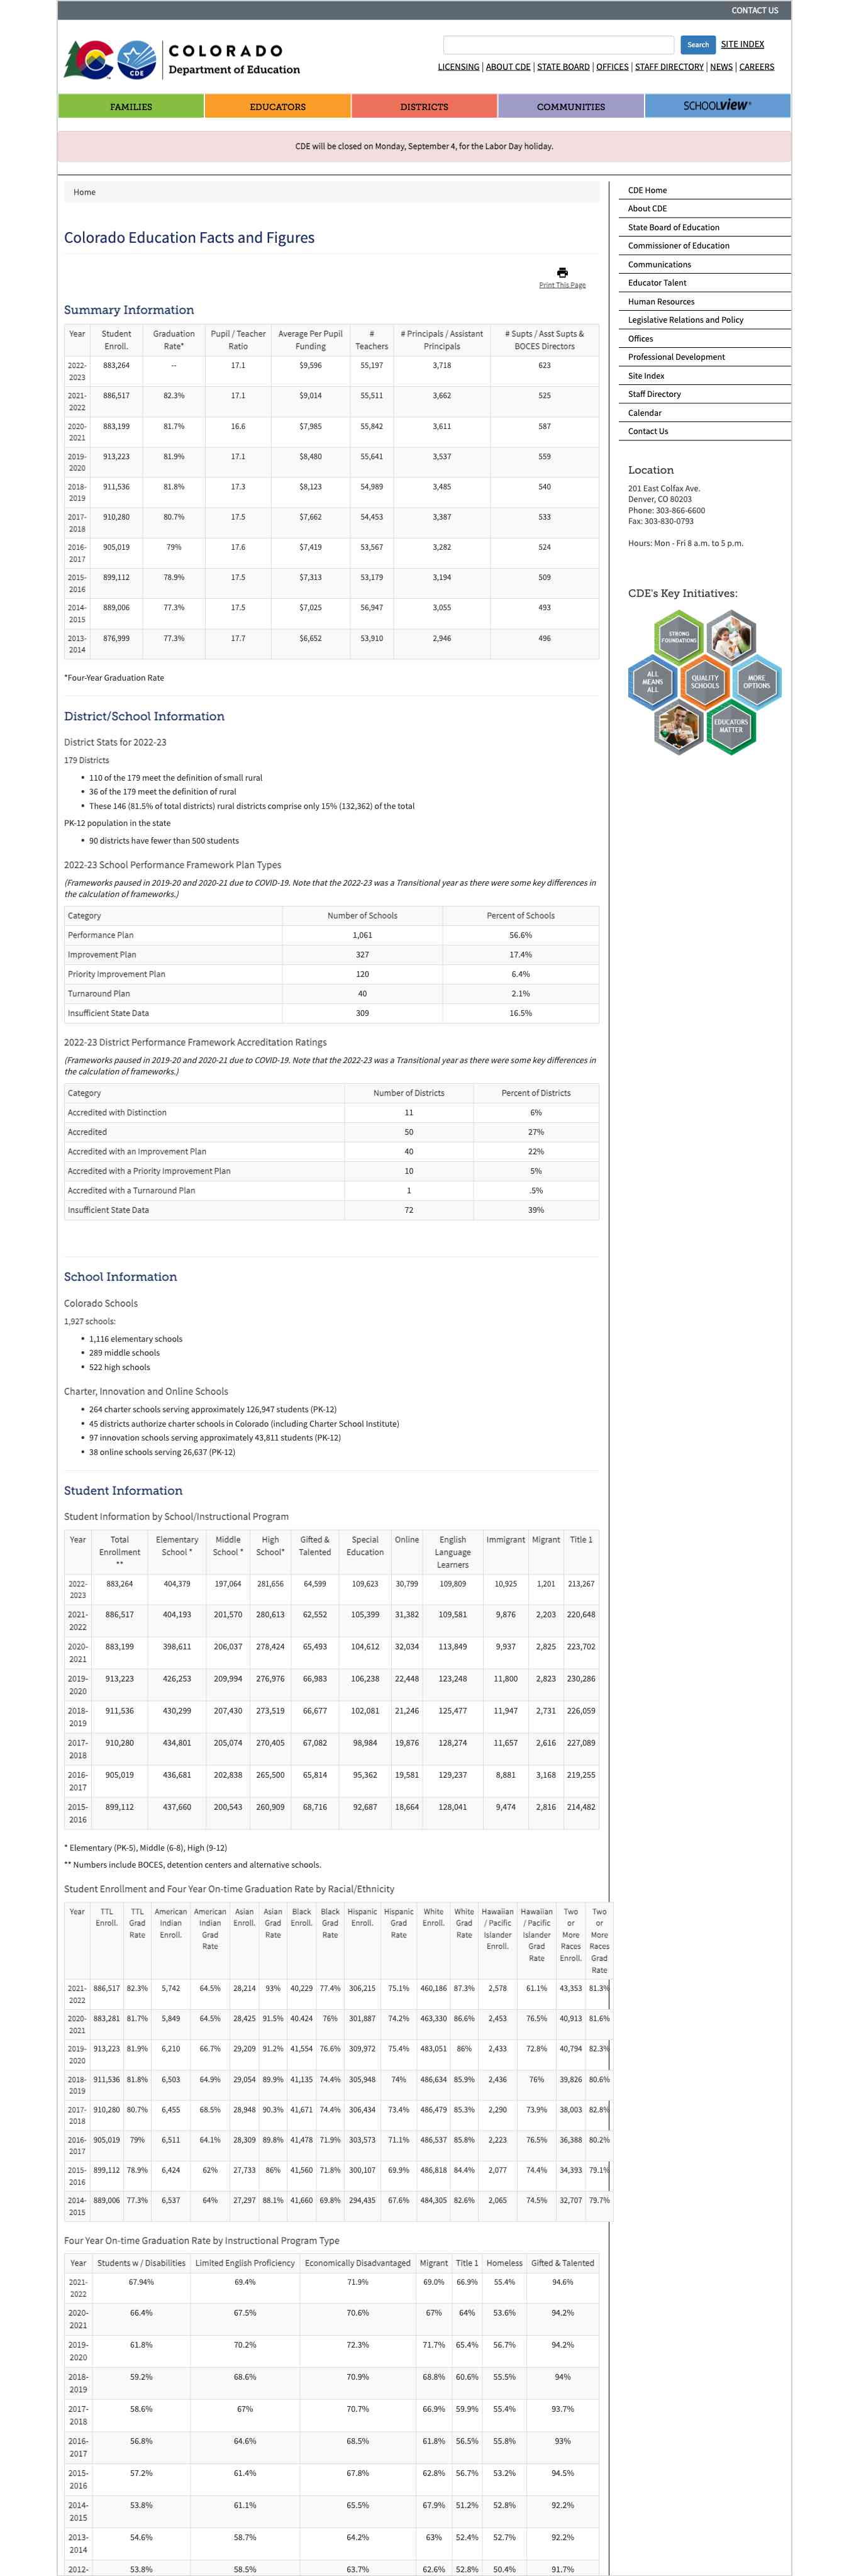 CONTACT US
COLORADO
CDE
Department of Education
Search
SITE INDEX
LICENSING | ABOUT CDE | STATE BOARD | OFFICES | STAFF DIRECTORY | NEWS | CAREERS
FAMILIES EDUCATORS DISTRICTS COMMUNITIES SCHOOLVIEW®
CDE will be closed on Monday, September 4, for the Labor Day holiday.
Home
Colorado Education Facts and Figures
Print This Page
Summary Information
Year Student Enroll. Graduation Rate* Pupil / Teacher Ratio Average Per Pupil Funding # Teachers # Principals / Assistant Principals # Supts / Asst Supts & BOCES Directors
2022-2023 883,264 -- 17.1 $9,596 55,197 3,718 623
2021-2022 886,517 82.3% 17.1 $9,014 55,511 3,662 525
2020-2021 883,199 81.7% 16.6 $7,985 55,842 3,611 587
2019-2020 913,223 81.9% 17.1 $8,480 55,641 3,537 559
2018-2019 911,536 81.8% 17.3 $8,123 54,989 3,485 540
2017-2018 910,280 80.7% 17.5 $7,662 54,453 3,387 533
2016-2017 905,019 79% 17.6 $7,419 53,567 3,282 524
2015-2016 899,112 78.9% 17.5 $7,313 53,179 3,194 509
2014-2015 889,006 77.3% 17.5 $7,025 56,947 3,055 493
2013-2014 876,999 77.3% 17.7 $6,652 53,910 2,946 496
*Four-Year Graduation Rate
District/School Information
District Stats for 2022-23
179 Districts
• 110 of the 179 meet the definition of small rural
• 36 of the 179 meet the definition of rural
• These 146 (81.5% of total districts) rural districts comprise only 15% (132,362) of the total
PK-12 population in the state
• 90 districts have fewer than 500 students
2022-23 School Performance Framework Plan Types
(Frameworks paused in 2019-20 and 2020-21 due to COVID-19. Note that the 2022-23 was a Transitional year as there were some key differences in
the calculation of frameworks.)
Category Number of Schools Percent of Schools
Performance Plan 1,061 56.6%
Improvement Plan 327 17.4%
Priority Improvement Plan 120 6.4%
Turnaround Plan 40 2.1%
Insufficient State Data 309 16.5%
2022-23 District Performance Framework Accreditation Ratings
(Frameworks paused in 2019-20 and 2020-21 due to COVID-19. Note that the 2022-23 was a Transitional year as there were some key differences in
the calculation of frameworks.)
Category Number of Districts Percent of Districts
Accredited with Distinction 11 6%
Accredited 50 27%
Accredited with an Improvement Plan 40 22%
Accredited with a Priority Improvement Plan 10 5%
Accredited with a Turnaround Plan 1 .5%
Insufficient State Data 72 39%
School Information
Colorado Schools
1,927 schools:
• 1,116 elementary schools
• 289 middle schools
• 522 high schools
Charter, Innovation and Online Schools
• 264 charter schools serving approximately 126,947 students (PK-12)
• 45 districts authorize charter schools in Colorado (including Charter School Institute)
• 97 innovation schools serving approximately 43,811 students (PK-12)
• 38 online schools serving 26,637 (PK-12)
Student Information
Student Information by School/Instructional Program
Year Total Enrollment ** Elementary School * Middle School * High School* Gifted & Talented Special Education Online English Language Learners Immigrant Migrant Title 1
2022-2023 883,264 404,379 197,064 281,656 64,599 109,623 30,799 109,809 10,925 1,201 213,267
2021-2022 886,517 404,193 201,570 280,613 62,552 105,399 31,382 109,581 9,876 2,203 220,648
2020-2021 883,199 398,611 206,037 278,424 65,493 104,612 32,034 113,849 9,937 2,825 223,702
2019-2020 913,223 426,253 209,994 276,976 66,983 106,238 22,448 123,248 11,800 2,823 230,286
2018-2019 911,536 430,299 207,430 273,519 66,677 102,081 21,246 125,477 11,947 2,731 226,059
2017-2018 910,280 434,801 205,074 270,405 67,082 98,984 19,876 128,274 11,657 2,616 227,089
2016-2017 905,019 436,681 202,838 265,500 65,814 95,362 19,581 129,237 8,881 3,168 219,255
2015-2016 899,112 437,660 200,543 260,909 68,716 92,687 18,664 128,041 9,474 2,816 214,482
* Elementary (PK-5), Middle (6-8), High (9-12)
** Numbers include BOCES, detention centers and alternative schools.
Student Enrollment and Four Year On-time Graduation Rate by Racial/Ethnicity
Year TTL Enroll. TTL Grad Rate American Indian Enroll. American Indian Grad Rate Asian Enroll. Asian Grad Rate Black Enroll. Black Grad Rate Hispanic Enroll. Hispanic Grad Rate White Enroll. White Grad Rate Hawaiian / Pacific Islander Enroll. Hawaiian / Pacific Islander Grad Rate Two or More Races Enroll. Two or More Races Grad Rate
2021-2022 886,517 82.3% 5,742 64.5% 28,214 93% 40,229 77.4% 306,215 75.1% 460,186 87.3% 2,578 61.1% 43,353 81.3%
2020-2021 883,281 81.7% 5,849 64.5% 28,425 91.5% 40.424 76% 301,887 74.2% 463,330 86.6% 2,453 76.5% 40,913 81.6%
2019-2020 913,223 81.9% 6,210 66.7% 29,209 91.2% 41,554 76.6% 309,972 75.4% 483,051 86% 2,433 72.8% 40,794 82.3%
2018-2019 911,536 81.8% 6,503 64.9% 29,054 89.9% 41,135 74.4% 305,948 74% 486,634 85.9% 2,436 76% 39,826 80.6%
2017-2018 910,280 80.7% 6,455 68.5% 28,948 90.3% 41,671 74.4% 306,434 73.4% 486,479 85.3% 2,290 73.9% 38,003 82.8%
2016-2017 905,019 79% 6,511 64.1% 28,309 89.8% 41,478 71.9% 303,573 71.1% 486,537 85.8% 2,223 76.5% 36,388 80.2%
2015-2016 899,112 78.9% 6,424 62% 27,733 86% 41,560 71.8% 300,107 69.9% 486,818 84.4% 2,077 74.4% 34,393 79.1%
2014-2015 889,006 77.3% 6,537 64% 27,297 88.1% 41,660 69.8% 294,435 67.6% 484,305 82.6% 2,065 74.5% 32,707 79.7%
Four Year On-time Graduation Rate by Instructional Program Type
Year Students w / Disabilities Limited English Proficiency Economically Disadvantaged Migrant Title 1 Homeless Gifted & Talented
2021-2022 67.94% 69.4% 71.9% 69.0% 66.9% 55.4% 94.6%
2020-2021 66.4% 67.5% 70.6% 67% 64% 53.6% 94.2%
2019-2020 61.8% 70.2% 72.3% 71.7% 65.4% 56.7% 94.2%
2018-2019 59.2% 68.6% 70.9% 68.8% 60.6% 55.5% 94%
2017-2018 58.6% 67% 70.7% 66.9% 59.9% 55.4% 93.7%
2016-2017 56.8% 64.6% 68.5% 61.8% 56.5% 55.8% 93%
2015-2016 57.2% 61.4% 67.8% 62.8% 56.7% 53.2% 94.5%
2014-2015 53.8% 61.1% 65.5% 67.9% 51.2% 52.8% 92.2%
2013-2014 54.6% 58.7% 64.2% 63% 52.4% 52.7% 92.2%
2012- 53.8% 58.5% 63.7% 62.6% 52.8% 50.4% 91.7%
CDE Home
About CDE
State Board of Education
Commissioner of Education
Communications
Educator Talent
Human Resources
Legislative Relations and Policy
Offices
Professional Development
Site Index
Staff Directory
Calendar
Contact Us
Location
201 East Colfax Ave.
Denver, CO 80203
Phone: 303-866-6600
Fax: 303-830-0793
Hours: Mon - Fri 8 a.m. to 5 p.m.
CDE's Key Initiatives:
STRONG FOUNDATIONS
ALL MEANS ALL
QUALITY SCHOOLS
MORE OPTIONS
EDUCATORS MATTER